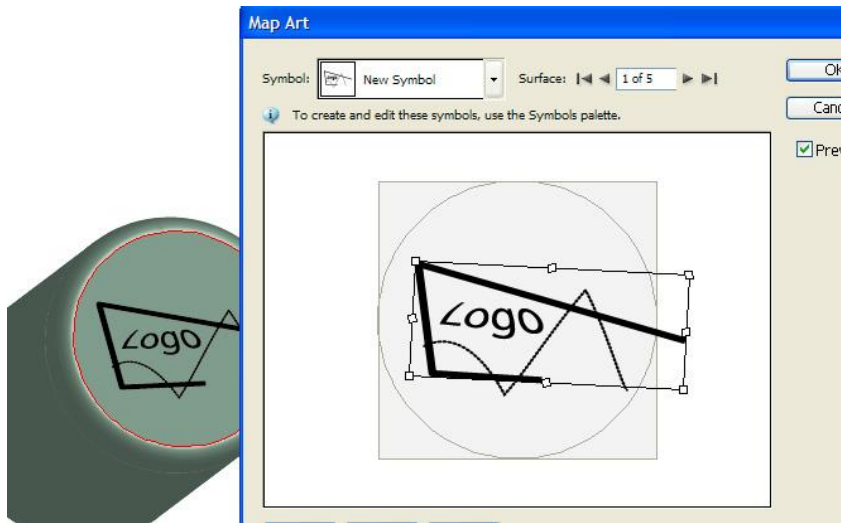 Map Art
Symbol: New Symbol Surface: 1 of 5
To create and edit these symbols, use the Symbols palette.
Logo
Logo